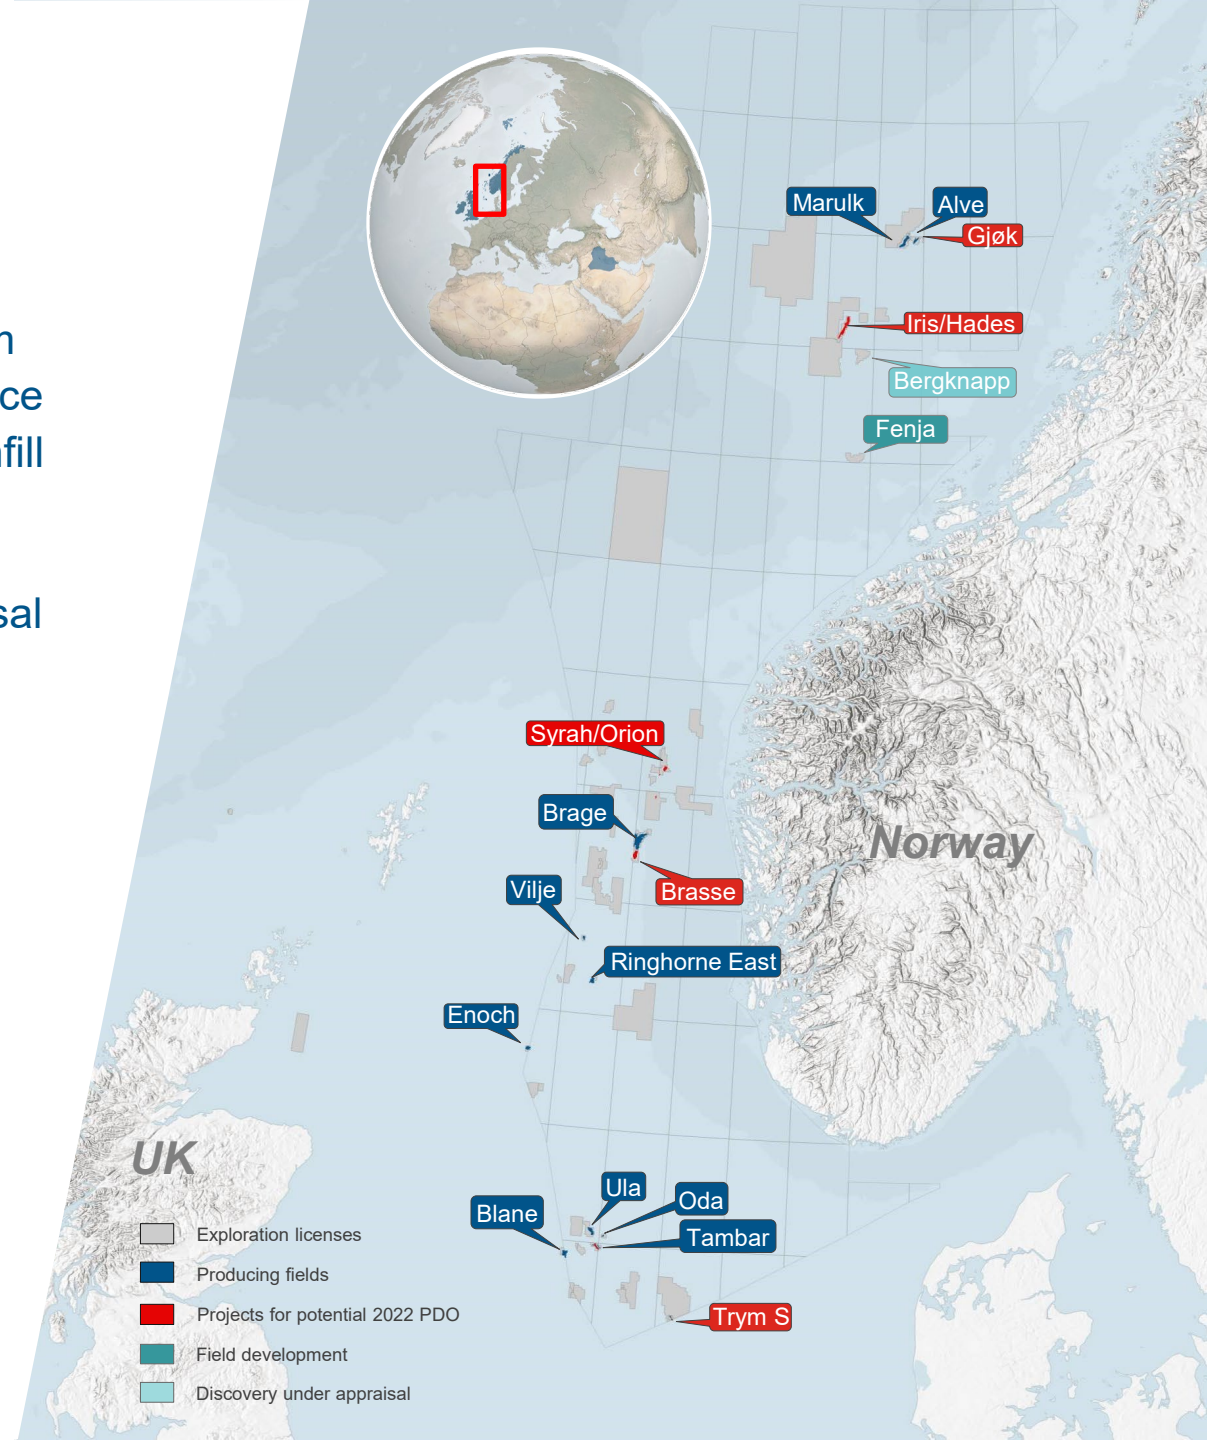 ce
fill
sal
Marulk
Alve
Gjøk
Iris/Hades
Bergknapp
Fenja
Syrah/Orion
Brage
Norway
Brasse
Vilje
Ringhorne East
Enoch
UK
Ula
Oda
Blane
Tambar
Trym S
Exploration licenses
Producing fields
Projects for potential 2022 PDO
Field development
Discovery under appraisal